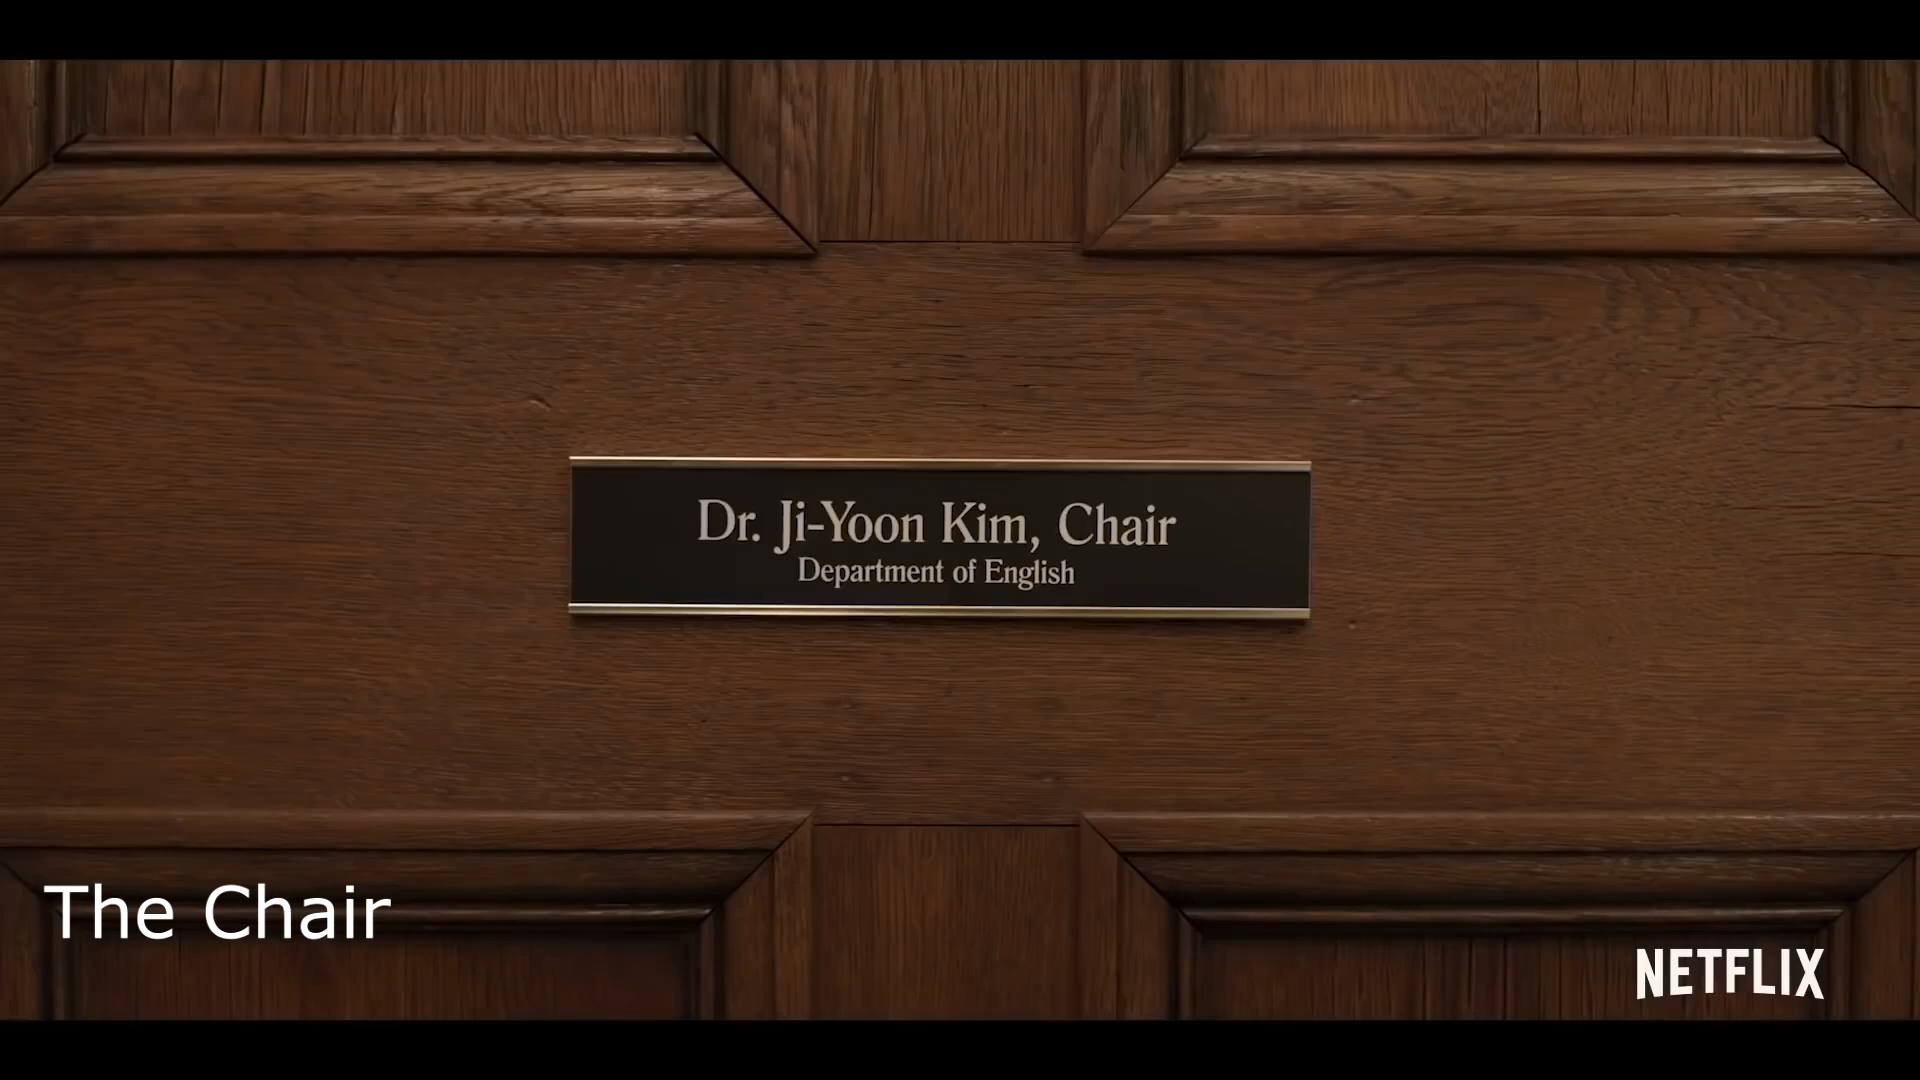 Dr. Ji-Yoon Kim, Chair
Department of English
The Chair
NETFLIX